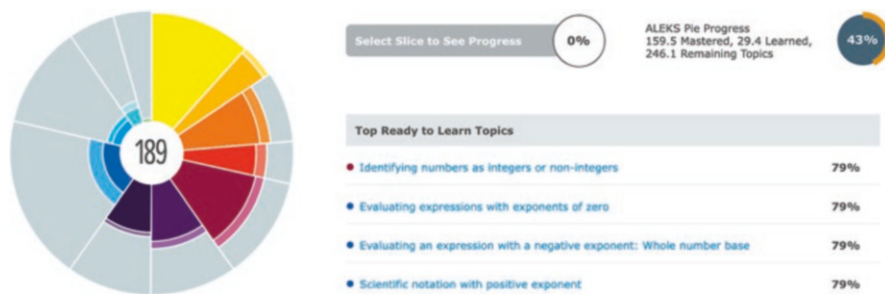 189
Select Slice to See Progress
0%
ALEKS Pie Progress
159.5 Mastered, 29.4 Learned,
246.1 Remaining Topics
43%
Top Ready to Learn Topics
Identifying numbers as integers or non-integers 79%
Evaluating expressions with exponents of zero 79%
Evaluating an expression with a negative exponent: Whole number base 79%
Scientific notation with positive exponent 79%